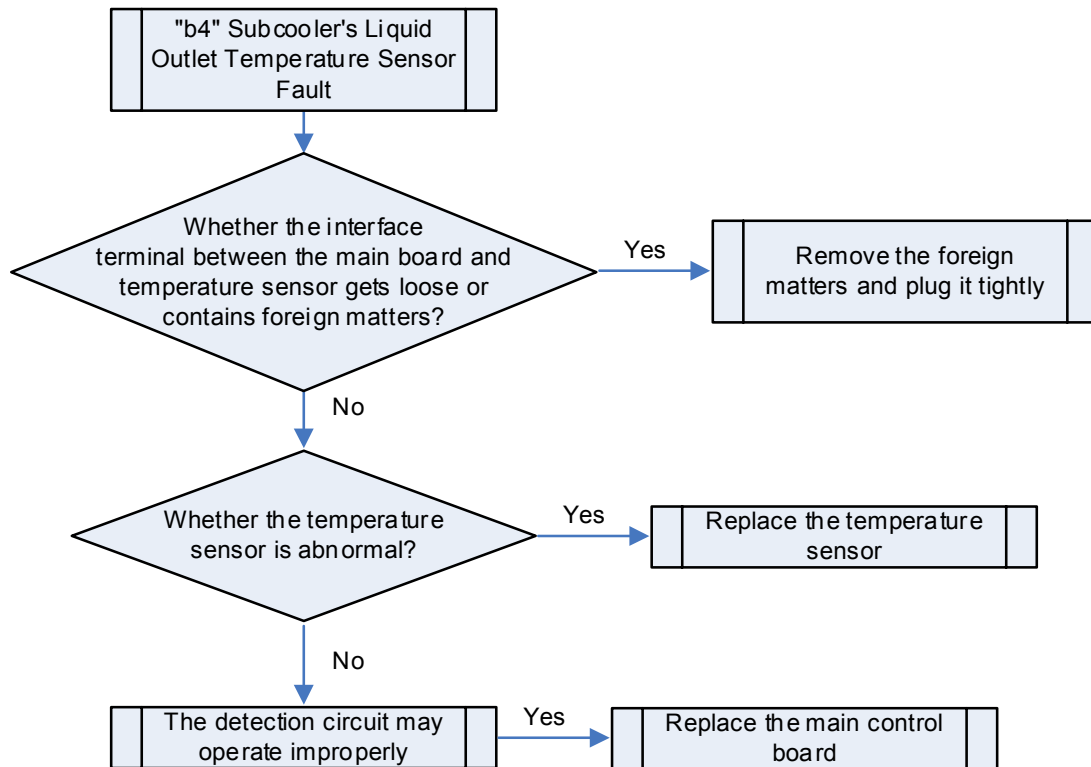 "b4" Subcooler's Liquid
Outlet Temperature Sensor
Fault
Whether the interface
terminal between the main board and
temperature sensor gets loose or
contains foreign matters?
Yes
Remove the foreign
matters and plug it tightly
No
Whether the temperature
sensor is abnormal?
Yes
Replace the temperature
sensor
No
The detection circuit may
operate improperly
Yes
Replace the main control
board